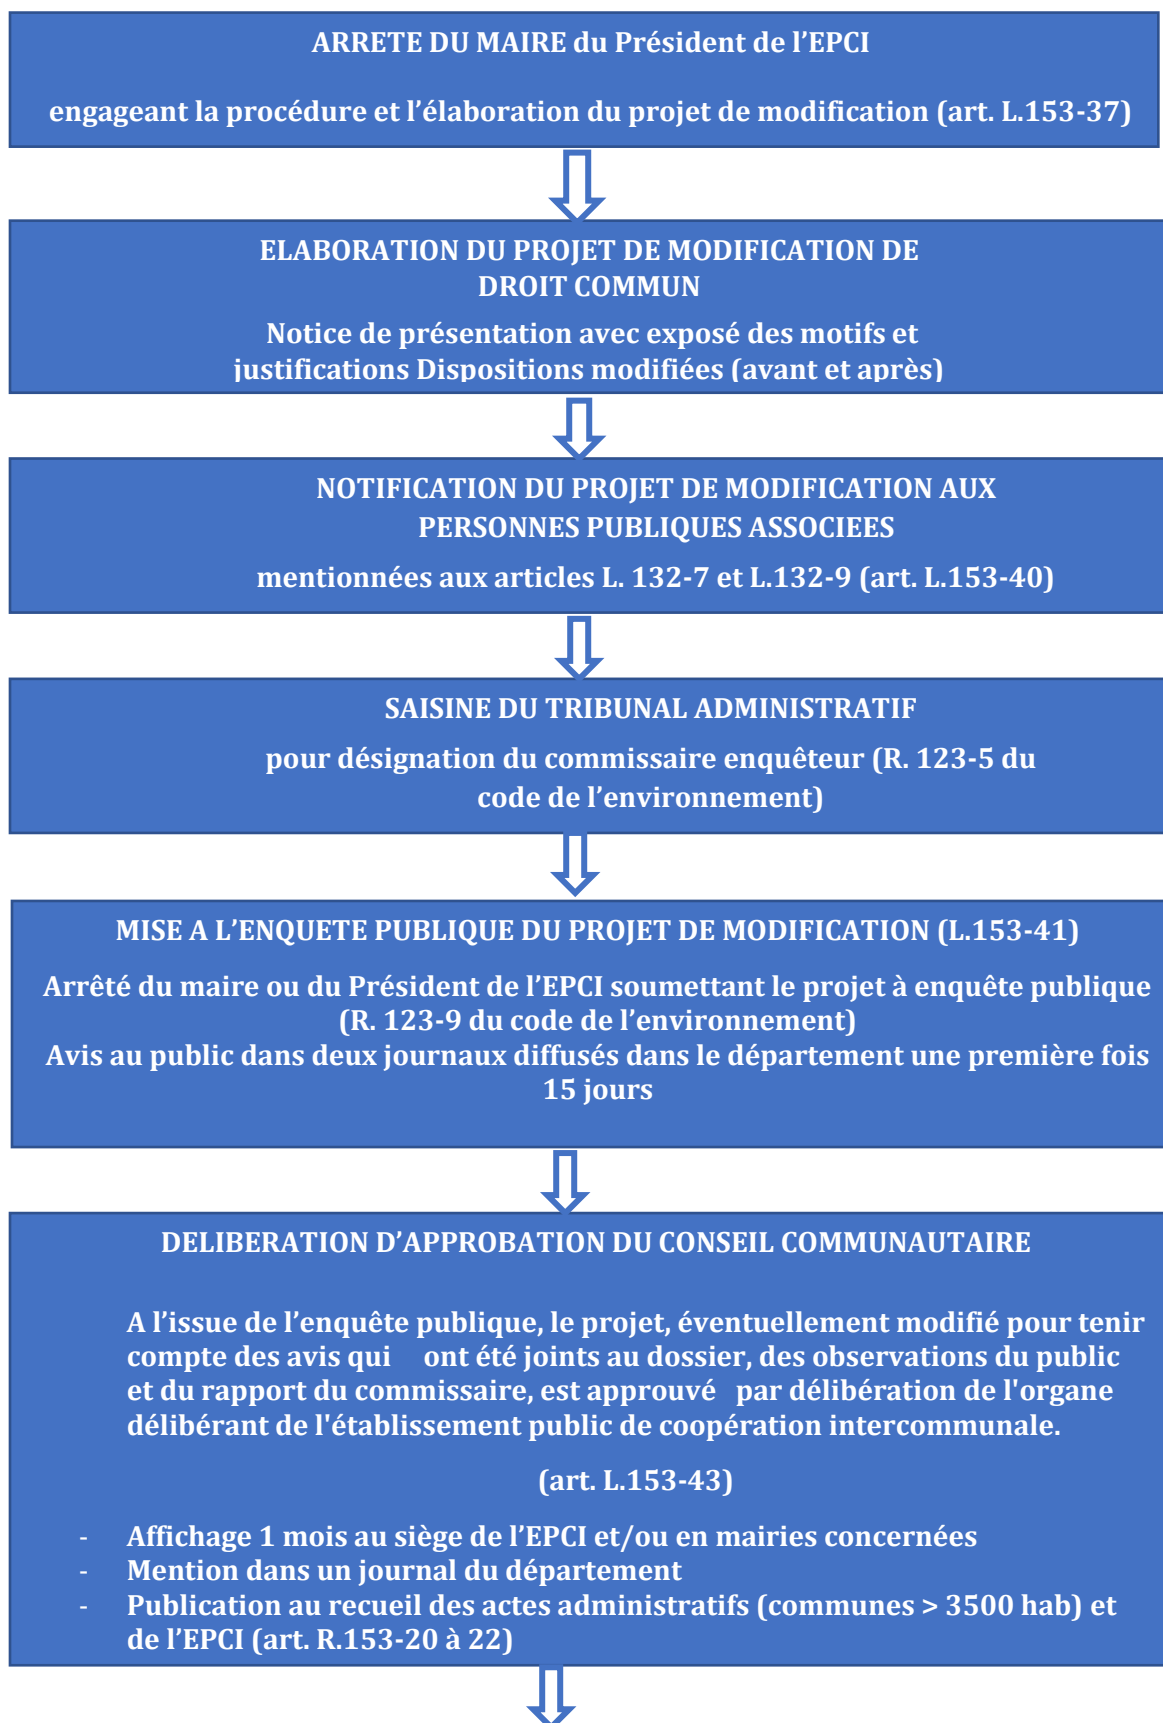 ARRETE DU MAIRE du Président de l’EPCI
engageant la procédure et l’élaboration du projet de modification (art. L.153-37)
ELABORATION DU PROJET DE MODIFICATION DE
DROIT COMMUN
Notice de présentation avec exposé des motifs et
justifications Dispositions modifiées (avant et après)
NOTIFICATION DU PROJET DE MODIFICATION AUX
PERSONNES PUBLIQUES ASSOCIEES
mentionnées aux articles L. 132-7 et L.132-9 (art. L.153-40)
SAISINE DU TRIBUNAL ADMINISTRATIF
pour désignation du commissaire enquêteur (R. 123-5 du
code de l’environnement)
MISE A L’ENQUETE PUBLIQUE DU PROJET DE MODIFICATION (L.153-41)
Arrêté du maire ou du Président de l’EPCI soumettant le projet à enquête publique
(R. 123-9 du code de l’environnement)
Avis au public dans deux journaux diffusés dans le département une première fois
15 jours
DELIBERATION D’APPROBATION DU CONSEIL COMMUNAUTAIRE
A l’issue de l’enquête publique, le projet, éventuellement modifié pour tenir
compte des avis qui ont été joints au dossier, des observations du public
et du rapport du commissaire, est approuvé par délibération de l'organe
délibérant de l'établissement public de coopération intercommunale.
(art. L.153-43)
- Affichage 1 mois au siège de l’EPCI et/ou en mairies concernées
- Mention dans un journal du département
- Publication au recueil des actes administratifs (communes > 3500 hab) et
de l’EPCI (art. R.153-20 à 22)